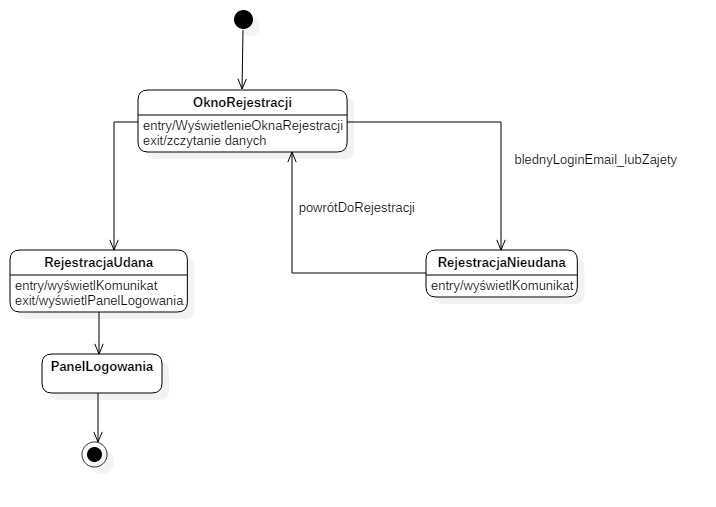 OknoRejestracji
entry/WyświetlenieOknaRejestracji
exit/zczytanie danych
blednyLoginEmail_lubZajety
powrótDoRejestracji
RejestracjaUdana
entry/wyświetlKomunikat
exit/wyświetlPanelLogowania
RejestracjaNieudana
entry/wyświetlKomunikat
PanelLogowania